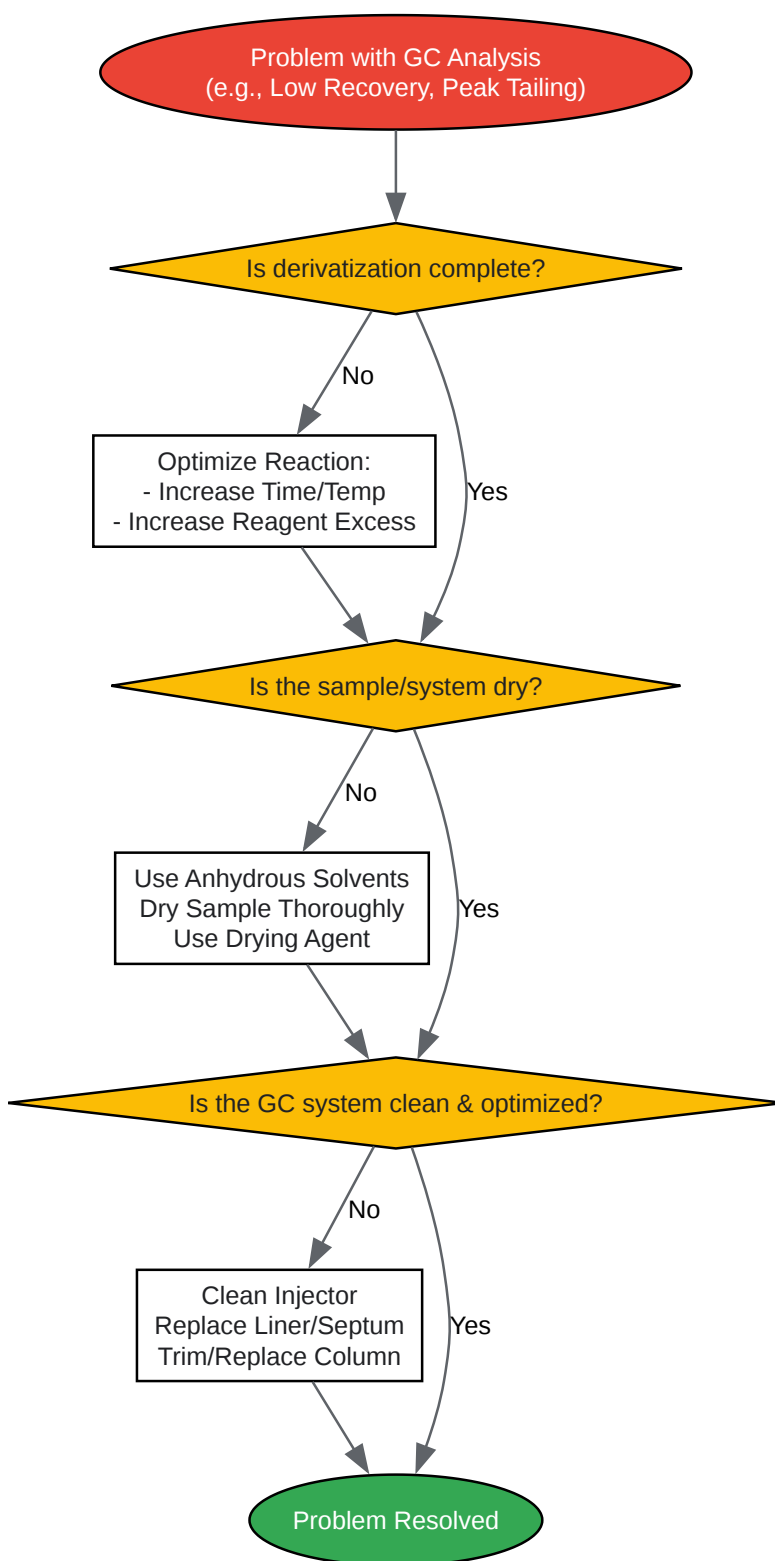 Problem with GC Analysis
(e.g., Low Recovery, Peak Tailing)
Is derivatization complete?
No
Optimize Reaction:
- Increase Time/Temp
- Increase Reagent Excess
Yes
Is the sample/system dry?
No
Use Anhydrous Solvents
Dry Sample Thoroughly
Use Drying Agent
Yes
Is the GC system clean & optimized?
No
Clean Injector
Replace Liner/Septum
Trim/Replace Column
Yes
Problem Resolved